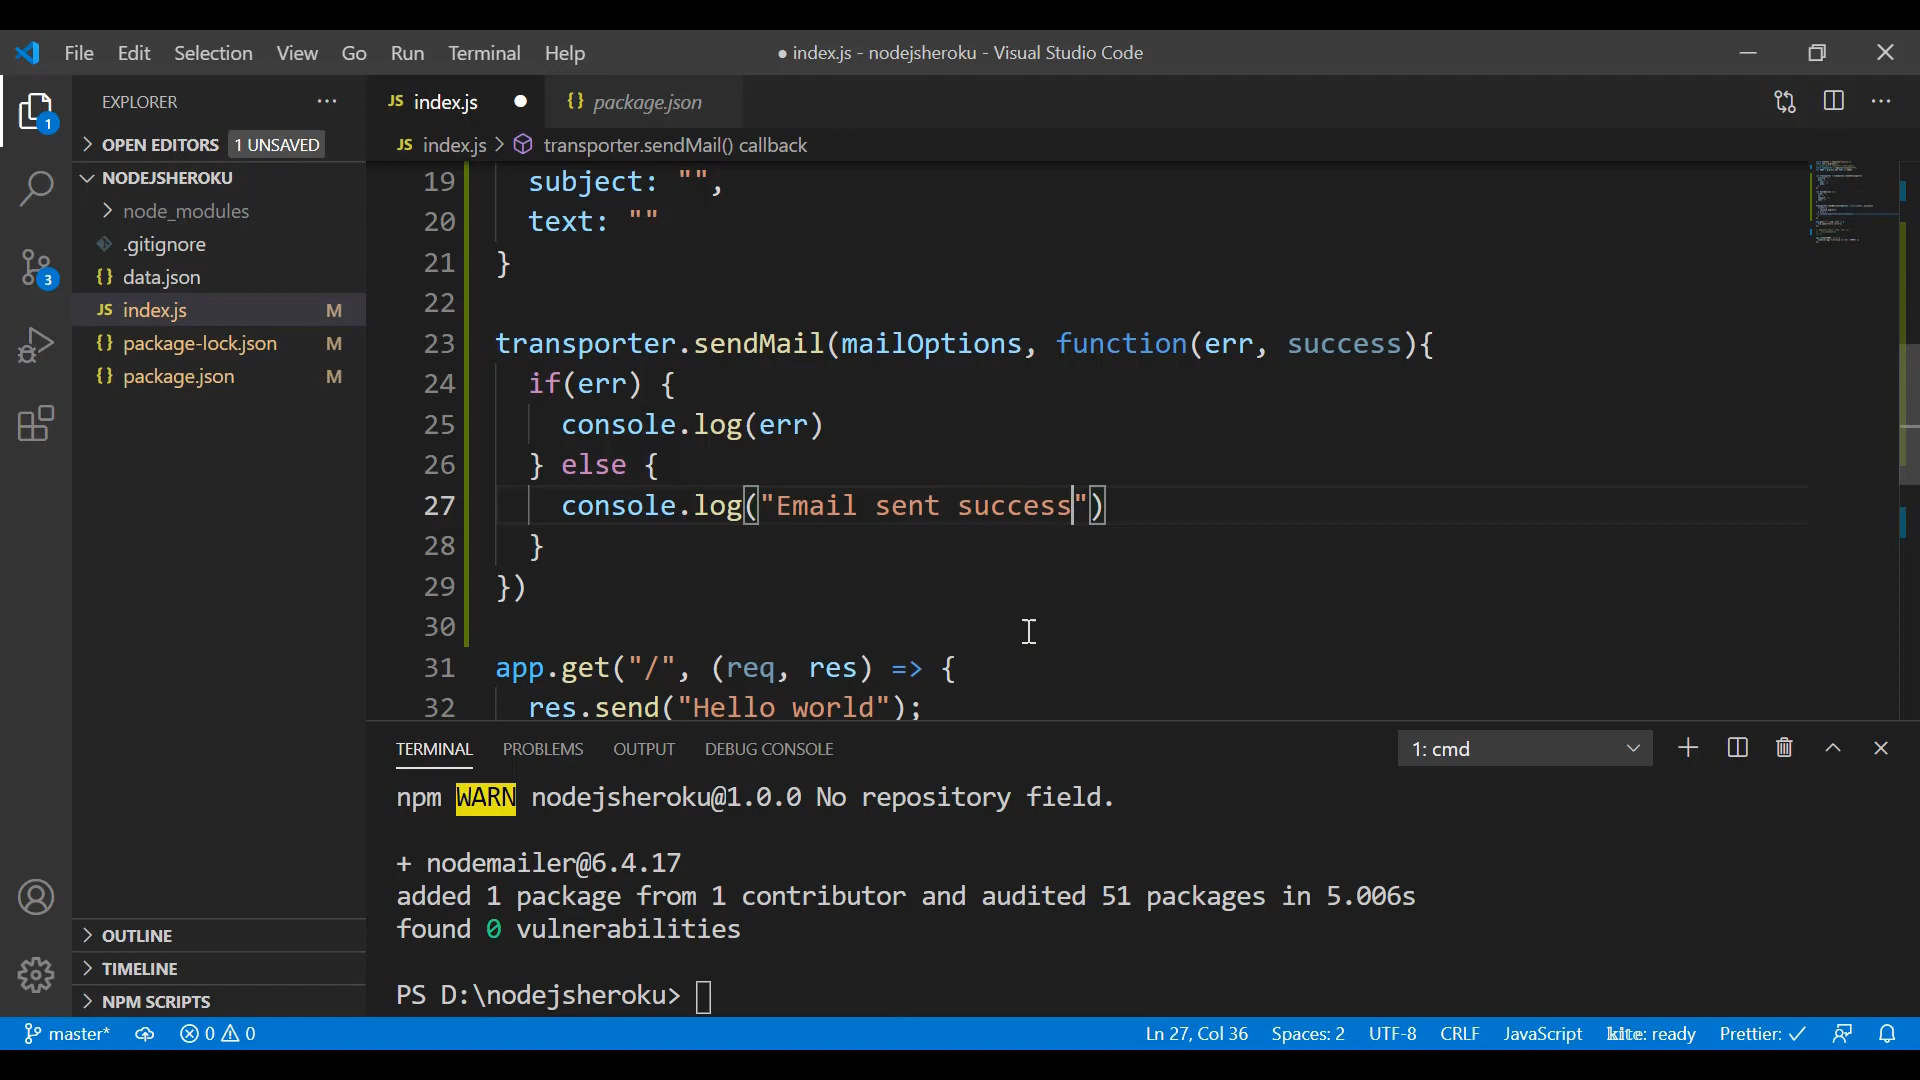 File Edit Selection View Go Run Terminal Help ● index.js - nodejsheroku - Visual Studio Code
EXPLORER ···
JS index.js ●
{} package.json
JS index.js > transporter.sendMail() callback
1
> OPEN EDITORS 1 UNSAVED
NODEJSHEROKU
> node_modules
.gitignore
{} data.json
JS index.js M
{} package-lock.json M
{} package.json M
3
> OUTLINE
> TIMELINE
> NPM SCRIPTS
19 subject: "",
20 text: ""
21 }
22
23 transporter.sendMail(mailOptions, function(err, success){
24 if(err) {
25 console.log(err)
26 } else {
27 console.log("Email sent success")
28 }
29 })
30
31 app.get("/", (req, res) => {
32 res.send("Hello world");
TERMINAL PROBLEMS OUTPUT DEBUG CONSOLE 1: cmd
npm WARN nodejsheroku@1.0.0 No repository field.
+ nodemailer@6.4.17
added 1 package from 1 contributor and audited 51 packages in 5.006s
found 0 vulnerabilities
PS D:\nodejsheroku>
master* 0 0 Ln 27, Col 36 Spaces: 2 UTF-8 CRLF JavaScript kite: ready Prettier: ✓